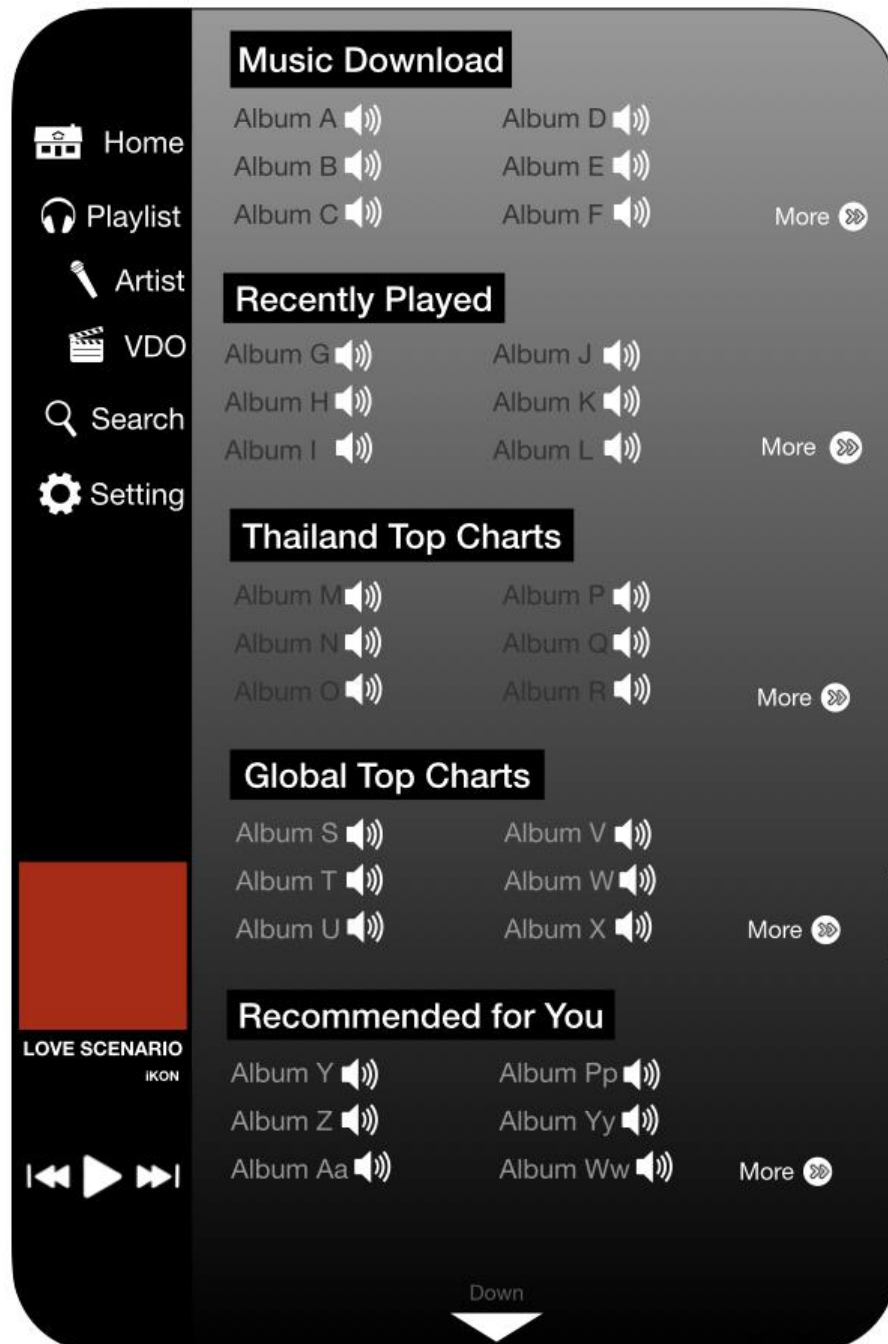 Home
Playlist
Artist
VDO
Search
Setting
LOVE SCENARIO
iKON
Music Download
Album A
Album D
Album B
Album E
Album C
Album F
More
Recently Played
Album G
Album J
Album H
Album K
Album I
Album L
More
Thailand Top Charts
Album M
Album P
Album N
Album Q
Album O
Album R
More
Global Top Charts
Album S
Album V
Album T
Album W
Album U
Album X
More
Recommended for You
Album Y
Album Pp
Album Z
Album Yy
Album Aa
Album Ww
More
Down